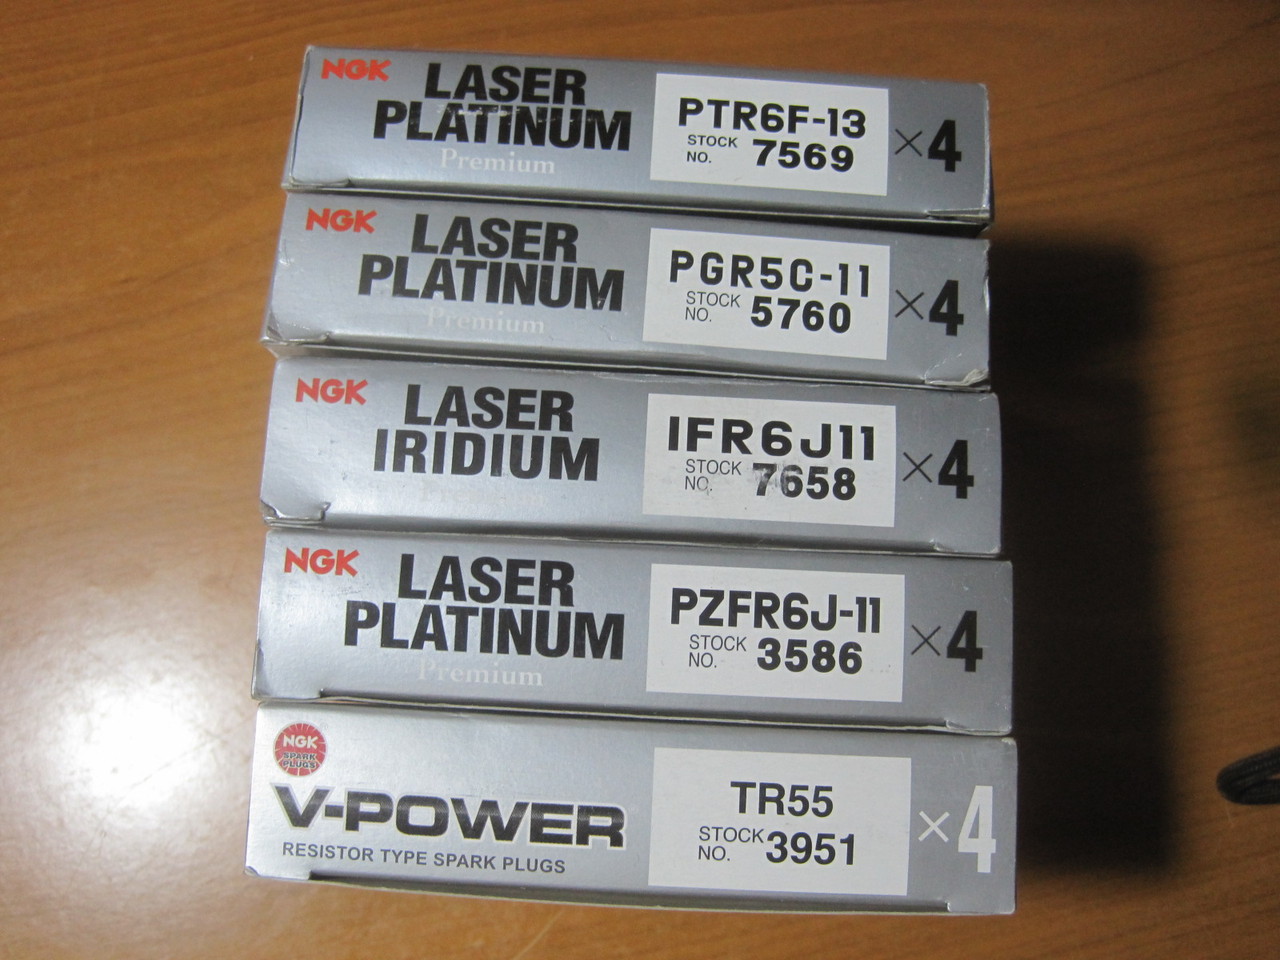 NGK
LASER
PLATINUM
Premium
PTR6F-13
STOCK NO. 7569
×4
NGK
LASER
PLATINUM
Premium
PGR5C-11
STOCK NO. 5760
×4
NGK
LASER
IRIDIUM
Premium
IFR6J11
STOCK NO. 7658
×4
NGK
LASER
PLATINUM
Premium
PZFR6J-11
STOCK NO. 3586
×4
NGK
SPARK
PLUGS
V-POWER
RESISTOR TYPE SPARK PLUGS
TR55
STOCK NO. 3951
×4